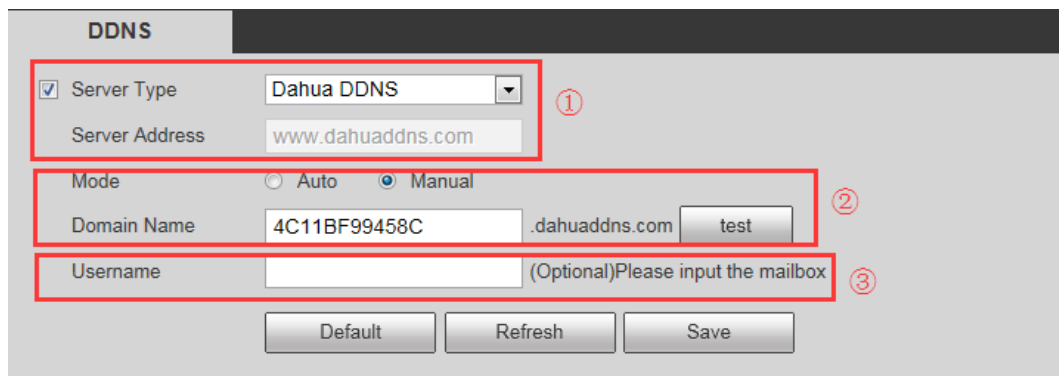 DDNS
Server Type Dahua DDNS
①
Server Address www.dahuaddns.com
Mode Auto Manual
②
Domain Name 4C11BF99458C .dahuaddns.com test
Username (Optional)Please input the mailbox
③
Default Refresh Save